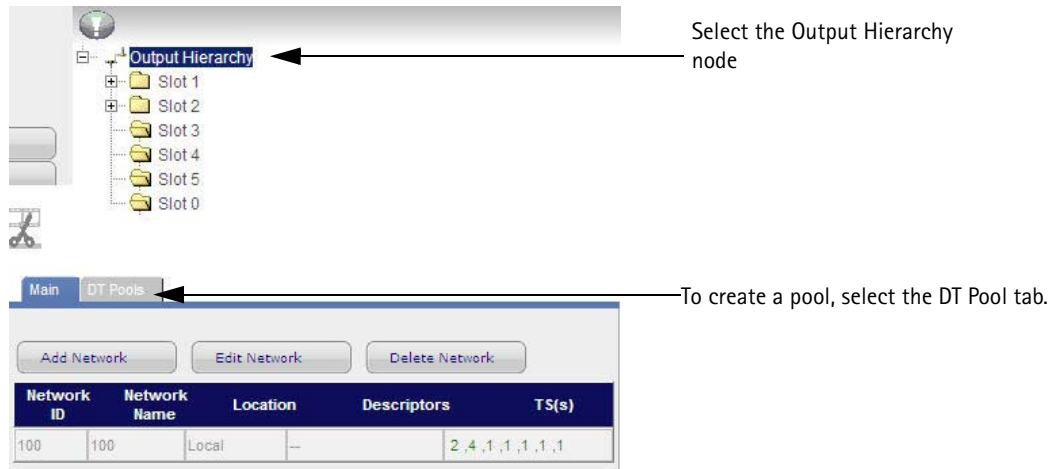 Select the Output Hierarchy
node
Output Hierarchy
Slot 1
Slot 2
Slot 3
Slot 4
Slot 5
Slot 0
Main DT Pools
To create a pool, select the DT Pool tab.
Add Network Edit Network Delete Network
Network ID Network Name Location Descriptors TS(s)
100 100 Local -- 2 ,4 ,1 ,1 ,1 ,1 ,1